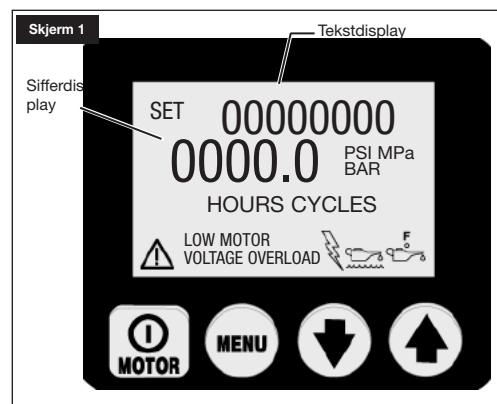 Skjerm 1
Tekstdisplay
Sifferdis
play
SET 00000000
0000.0 PSI MPa
BAR
HOURS CYCLES
LOW MOTOR
VOLTAGE OVERLOAD
F
MOTOR
MENU